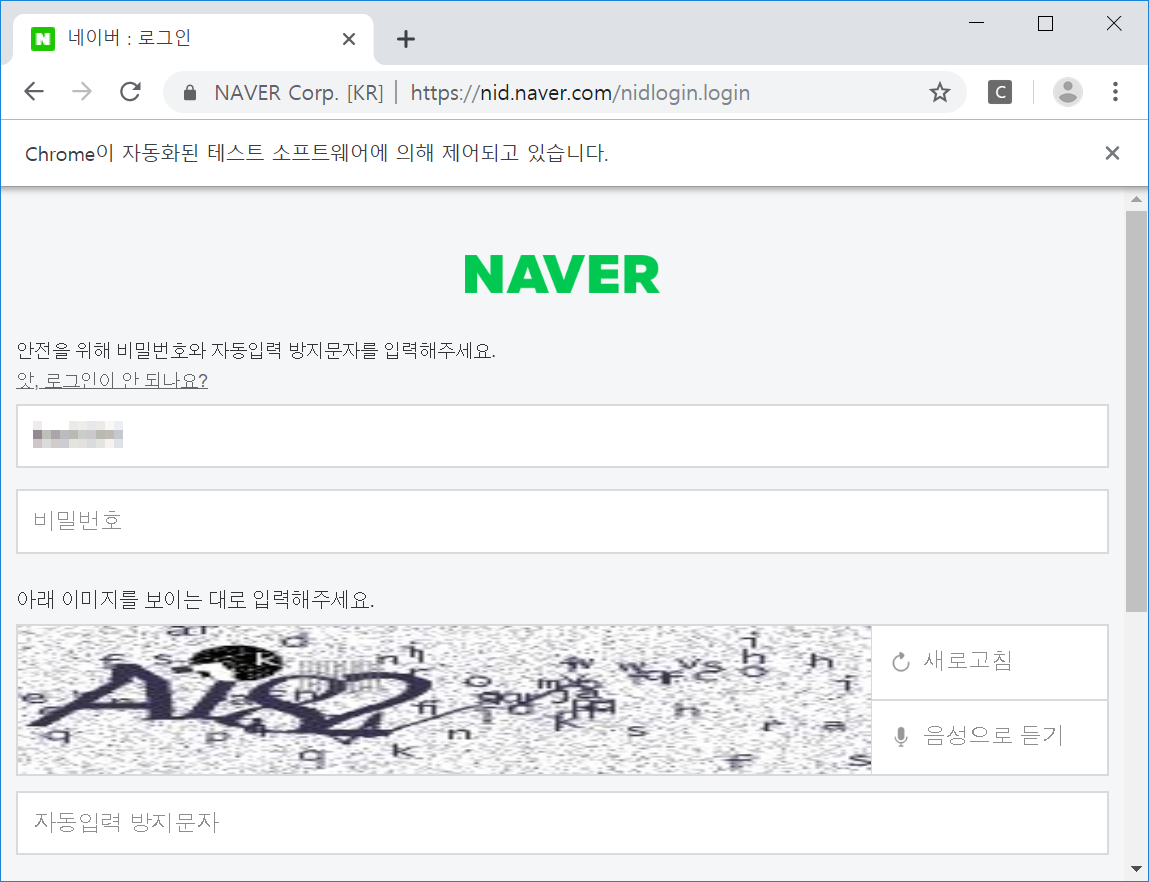 네이버 : 로그인
NAVER Corp. [KR] | https://nid.naver.com/nidlogin.login
C
Chrome이 자동화된 테스트 소프트웨어에 의해 제어되고 있습니다.
NAVER
안전을 위해 비밀번호와 자동입력 방지문자를 입력해주세요.
앗, 로그인이 안 되나요?
비밀번호
아래 이미지를 보이는 대로 입력해주세요.
새로고침
음성으로 듣기
자동입력 방지문자